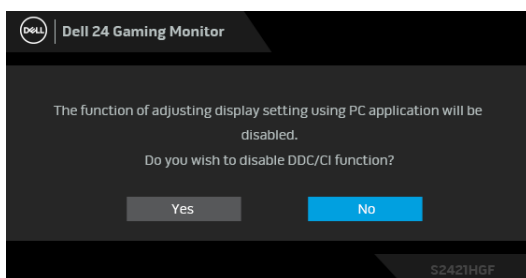 DELL
Dell 24 Gaming Monitor
The function of adjusting display setting using PC application will be
disabled.
Do you wish to disable DDC/CI function?
Yes
No
S2421HGF